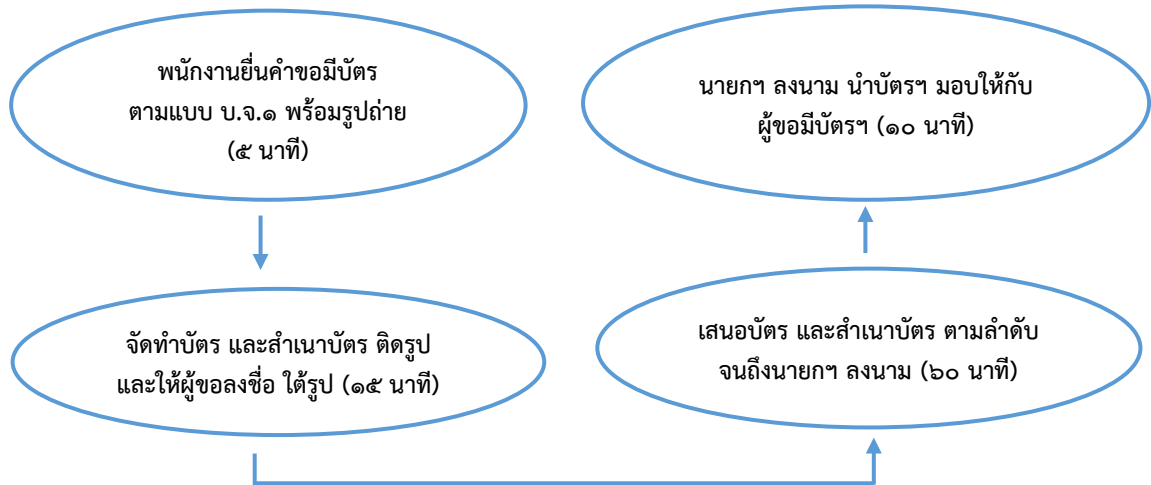 พนักงานยื่นคำขอมีบัตร
ตามแบบ บ.จ.๑ พร้อมรูปถ่าย
(๕ นาที)
จัดทำบัตร และสำเนาบัตร ติดรูป
และให้ผู้ขอลงชื่อ ใต้รูป (๑๕ นาที)
เสนอบัตร และสำเนาบัตร ตามลำดับ
จนถึงนายกฯ ลงนาม (๖๐ นาที)
นายกฯ ลงนาม นำบัตรฯ มอบให้กับ
ผู้ขอมีบัตรฯ (๑๐ นาที)